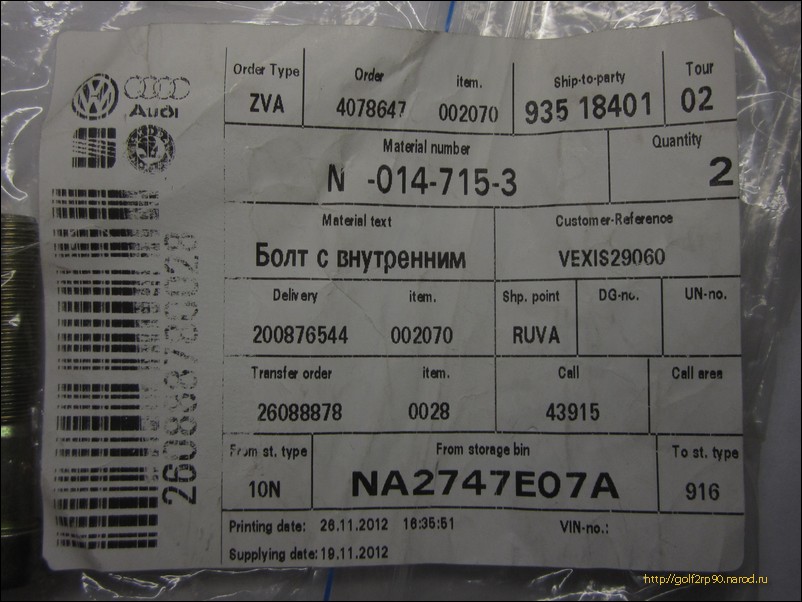 Audi
Order Type Order item. Ship-to-party Tour
ZVA 4078647 002070 935 18401 02
Material number Quantity
N -014-715-3 2
Material text Customer-Reference
Болт с внутренним VEXIS29060
Delivery item. Shp. point DG-no. UN-no.
200876544 002070 RUVA
Transfer order item. Call Call area
26088878 0028 43915
From st. type From storage bin To st. type
10N NA2747E07A 916
Printing date: 26.11.2012 16:35:51 VIN-no.:
Supplying date: 19.11.2012
260888780028
http://golf2rp90.narod.ru